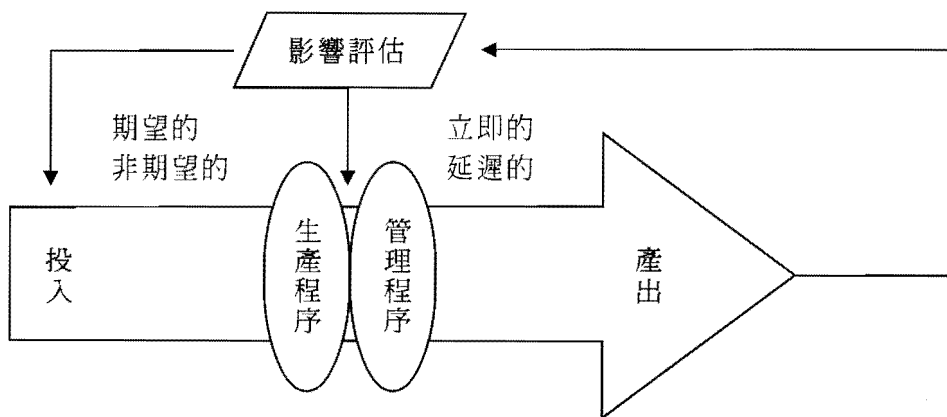 影響評估
期望的
非期望的
立即的
延遲的
投入
生產程序
管理程序
產出